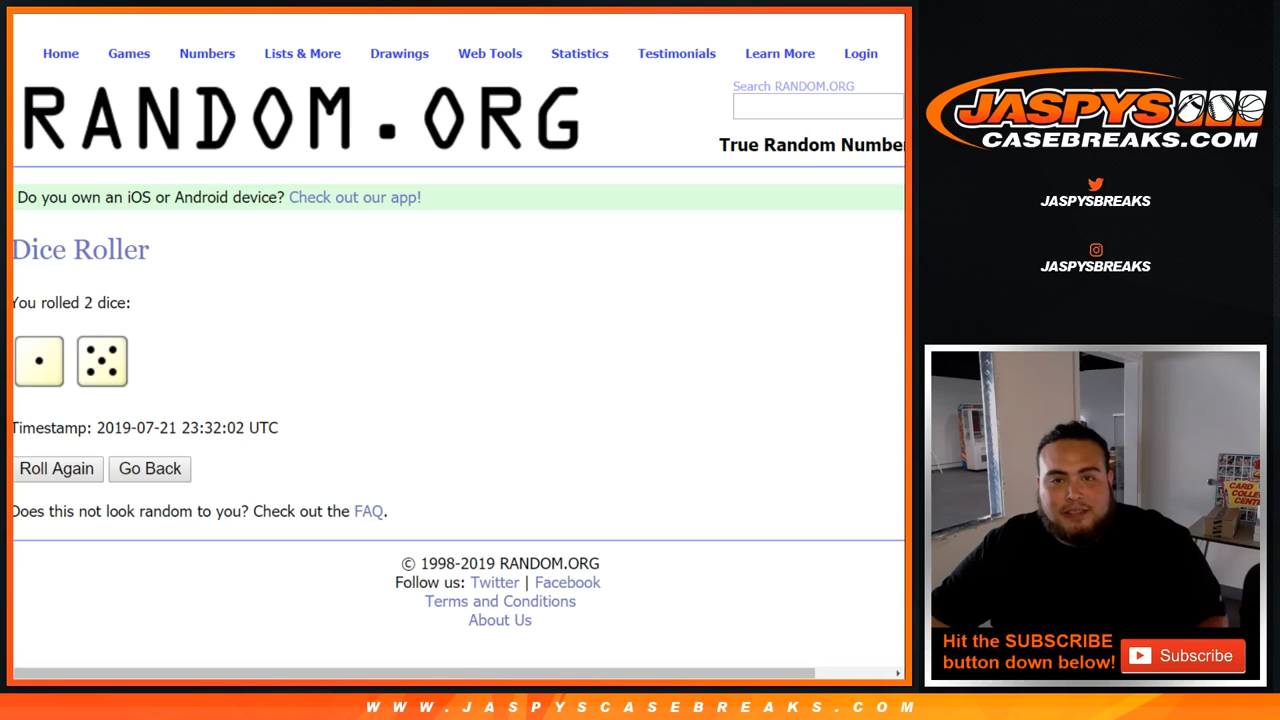 Home Games Numbers Lists & More Drawings Web Tools Statistics Testimonials Learn More Login
RANDOM.ORG
Search RANDOM.ORG
True Random Number
Do you own an iOS or Android device? Check out our app!
Dice Roller
You rolled 2 dice:
Timestamp: 2019-07-21 23:32:02 UTC
Roll Again Go Back
Does this not look random to you? Check out the FAQ.
© 1998-2019 RANDOM.ORG
Follow us: Twitter | Facebook
Terms and Conditions
About Us
JASPYS
CASEBREAKS.COM
JASPYSBREAKS
JASPYSBREAKS
CARD
Hit the SUBSCRIBE
button down below!
Subscribe
WWW.JASPYSCASEBREAKS.COM